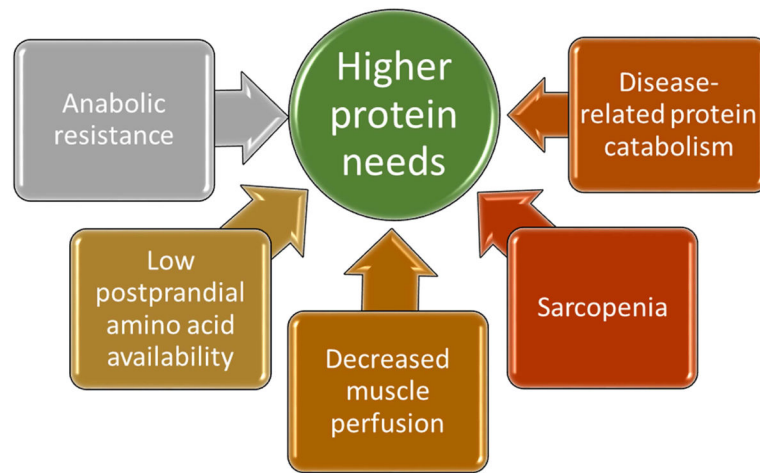 Higher
protein
needs
Anabolic
resistance
Low
postprandial
amino acid
availability
Decreased
muscle
perfusion
Sarcopenia
Disease-
related protein
catabolism